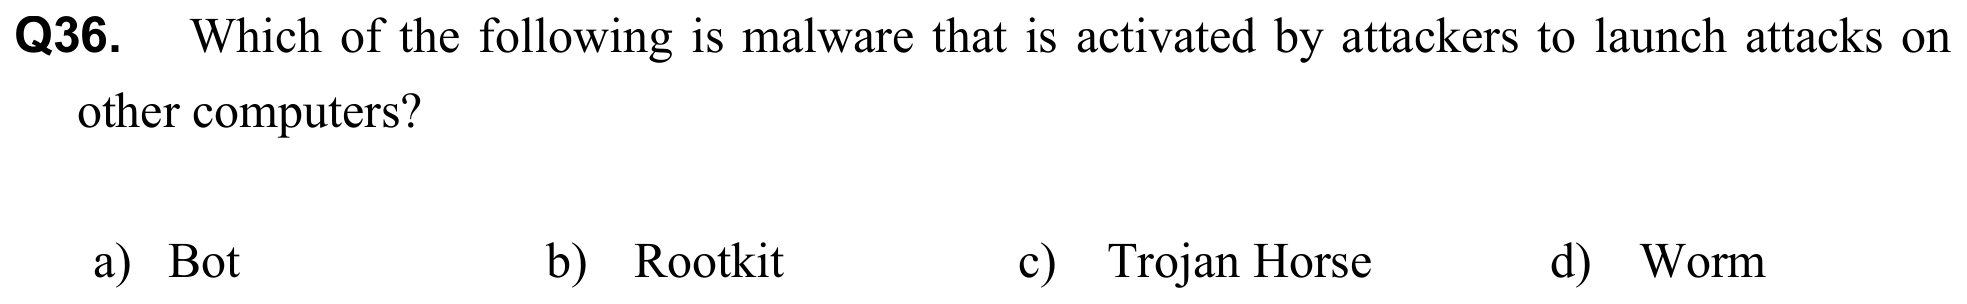 Q36. Which of the following is malware that is activated by attackers to launch attacks on
other computers?
a) Bot b) Rootkit c) Trojan Horse d) Worm